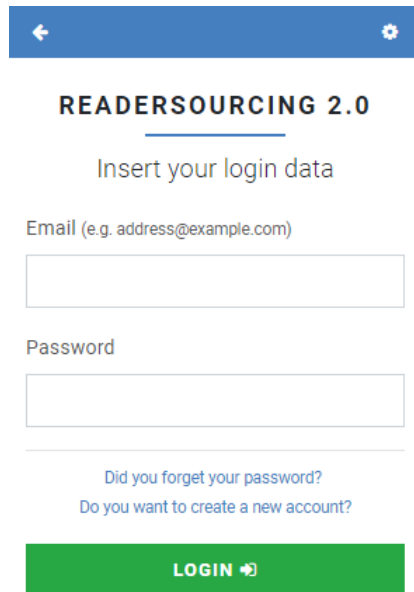 READERSOURCING 2.0
Insert your login data
Email (e.g. address@example.com)
Password
Did you forget your password?
Do you want to create a new account?
LOGIN